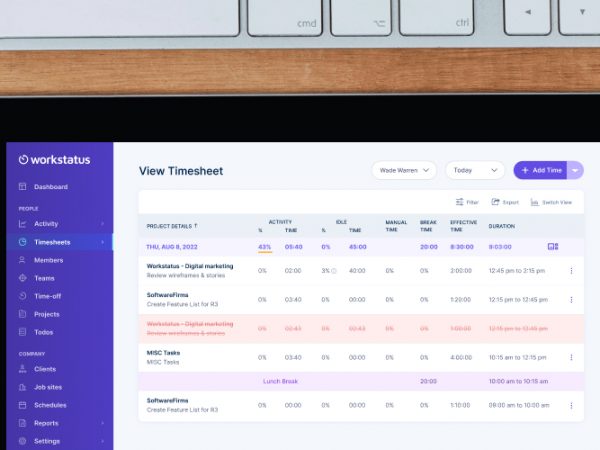 cmd
ctrl
workstatus
View Timesheet
Wade Warren
Today
+ Add Time
Dashboard
PEOPLE
Activity
Timesheets
Members
Teams
Time-off
Projects
Todos
COMPANY
Clients
Job sites
Schedules
Reports
Settings
Filter Export Switch View
PROJECT DETAILS ↑ ACTIVITY % TIME IDLE % TIME MANUAL TIME BREAK TIME EFFECTIVE TIME DURATION
THU, AUG 8, 2022 43% 05:40 0% 45:00 20:00 8:30:00 9:03:00
Workstatus - Digital marketing 0% 02:00 3% 40:00 0% 0% 2:00:00 12:45 pm to 3:15 pm
Review wireframes & stories
SoftwareFirms 0% 03:40 0% 00:00 0% 0% 1:20:00 12:15 pm to 12:45 pm
Create Feature List for R3
Workstatus - Digital marketing 0% 02:43 0% 02:43 0% 0% 1:00:00 12:15 pm to 12:45 am
Review wireframes & stories
MISC Tasks 0% 03:40 0% 00:00 0% 0% 4:00:00 10:15 am to 12:15 pm
MISC Tasks
Lunch Break 20:00 10:00 am to 10:15 am
SoftwareFirms 0% 00:00 0% 00:00 0% 0% 1:10:00 09:00 am to 10:00 am
Create Feature List for R3